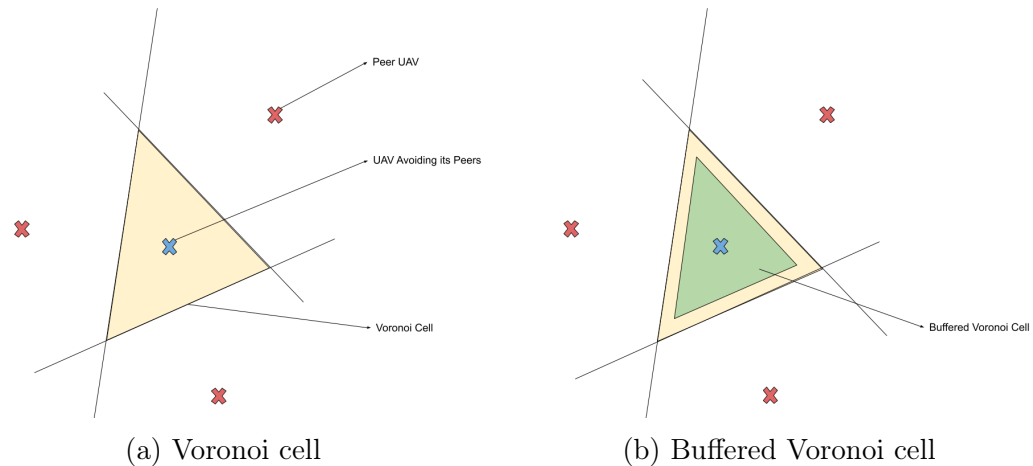 Peer UAV
UAV Avoiding its Peers
Voronoi Cell
(a) Voronoi cell
Buffered Voronoi Cell
(b) Buffered Voronoi cell